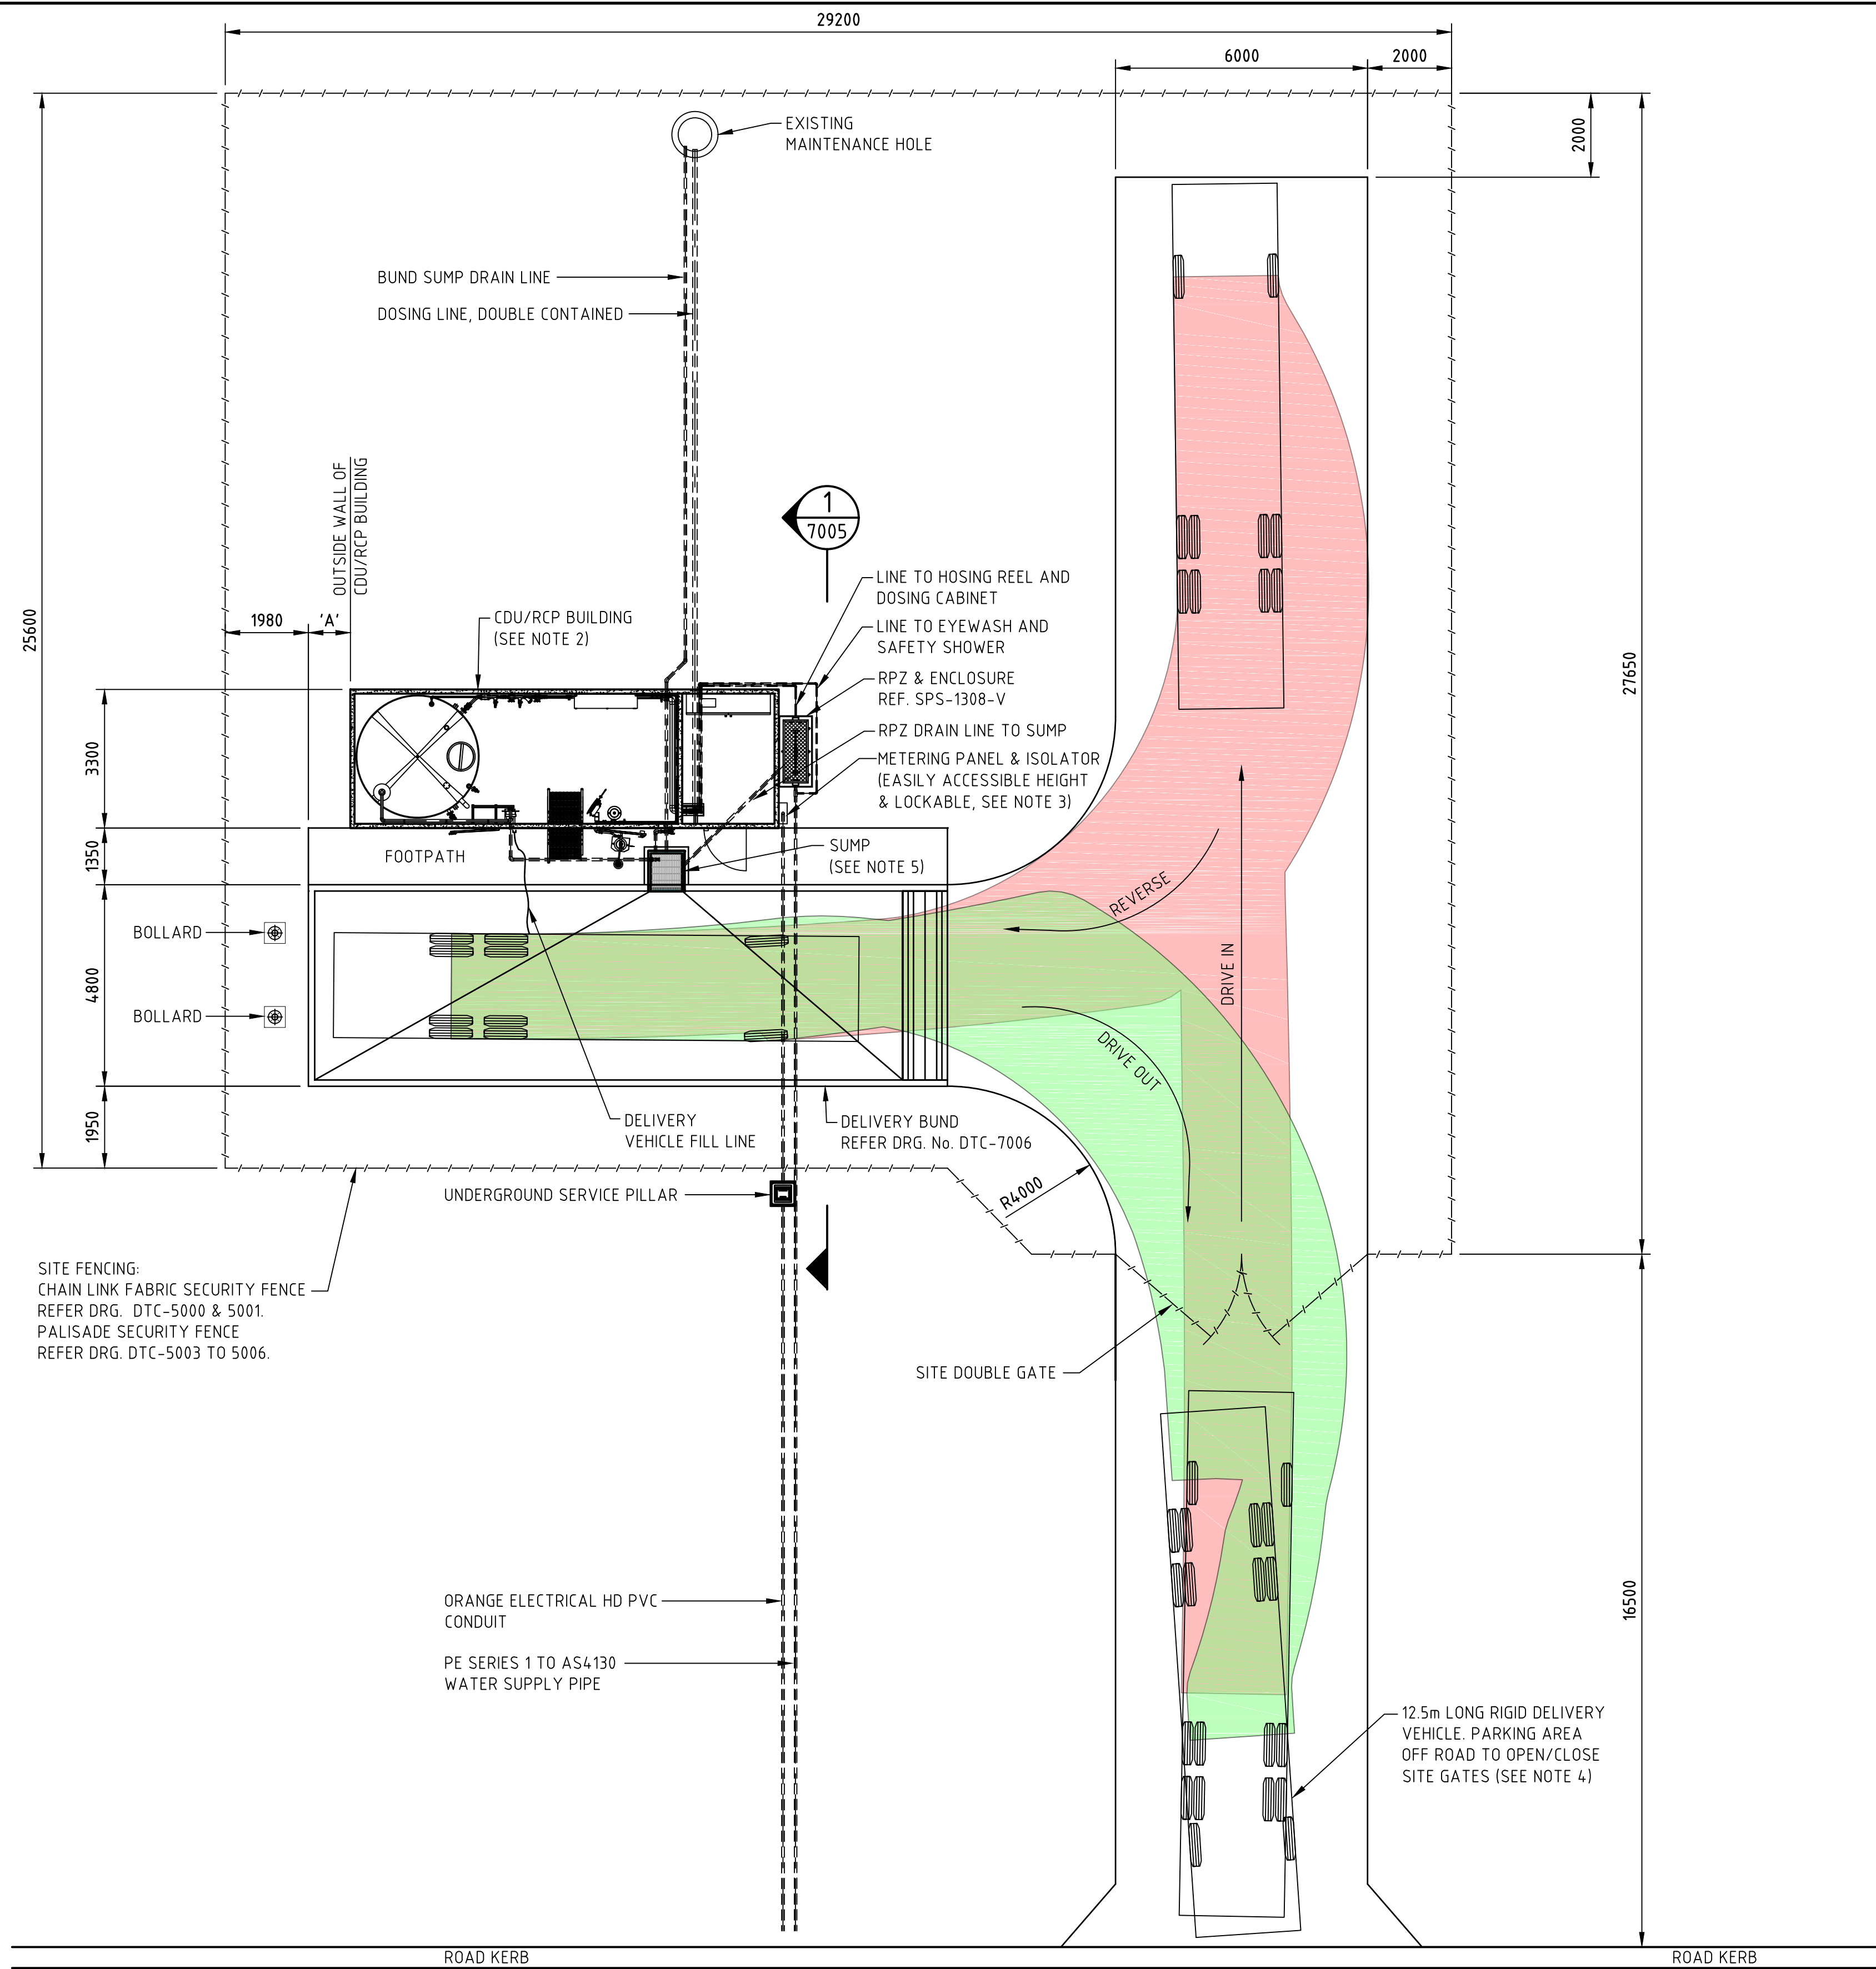 29200
6000
2000
EXISTING
MAINTENANCE HOLE
2000
BUND SUMP DRAIN LINE
DOSING LINE, DOUBLE CONTAINED
OUTSIDE WALL OF
CDU/RCP BUILDING
1
7005
LINE TO HOSING REEL AND
DOSING CABINET
25600
1980
'A'
CDU/RCP BUILDING
(SEE NOTE 2)
LINE TO EYEWASH AND
SAFETY SHOWER
RPZ & ENCLOSURE
REF. SPS-1308-V
27650
RPZ DRAIN LINE TO SUMP
3300
METERING PANEL & ISOLATOR
(EASILY ACCESSIBLE HEIGHT
& LOCKABLE, SEE NOTE 3)
1350
FOOTPATH
SUMP
(SEE NOTE 5)
REVERSE
BOLLARD
4800
DRIVE IN
BOLLARD
DRIVE OUT
1950
DELIVERY
VEHICLE FILL LINE
DELIVERY BUND
REFER DRG. No. DTC-7006
UNDERGROUND SERVICE PILLAR
R4000
SITE FENCING:
CHAIN LINK FABRIC SECURITY FENCE
REFER DRG. DTC-5000 & 5001.
PALISADE SECURITY FENCE
REFER DRG. DTC-5003 TO 5006.
SITE DOUBLE GATE
ORANGE ELECTRICAL HD PVC
CONDUIT
16500
PE SERIES 1 TO AS4130
WATER SUPPLY PIPE
12.5m LONG RIGID DELIVERY
VEHICLE. PARKING AREA
OFF ROAD TO OPEN/CLOSE
SITE GATES (SEE NOTE 4)
ROAD KERB
ROAD KERB